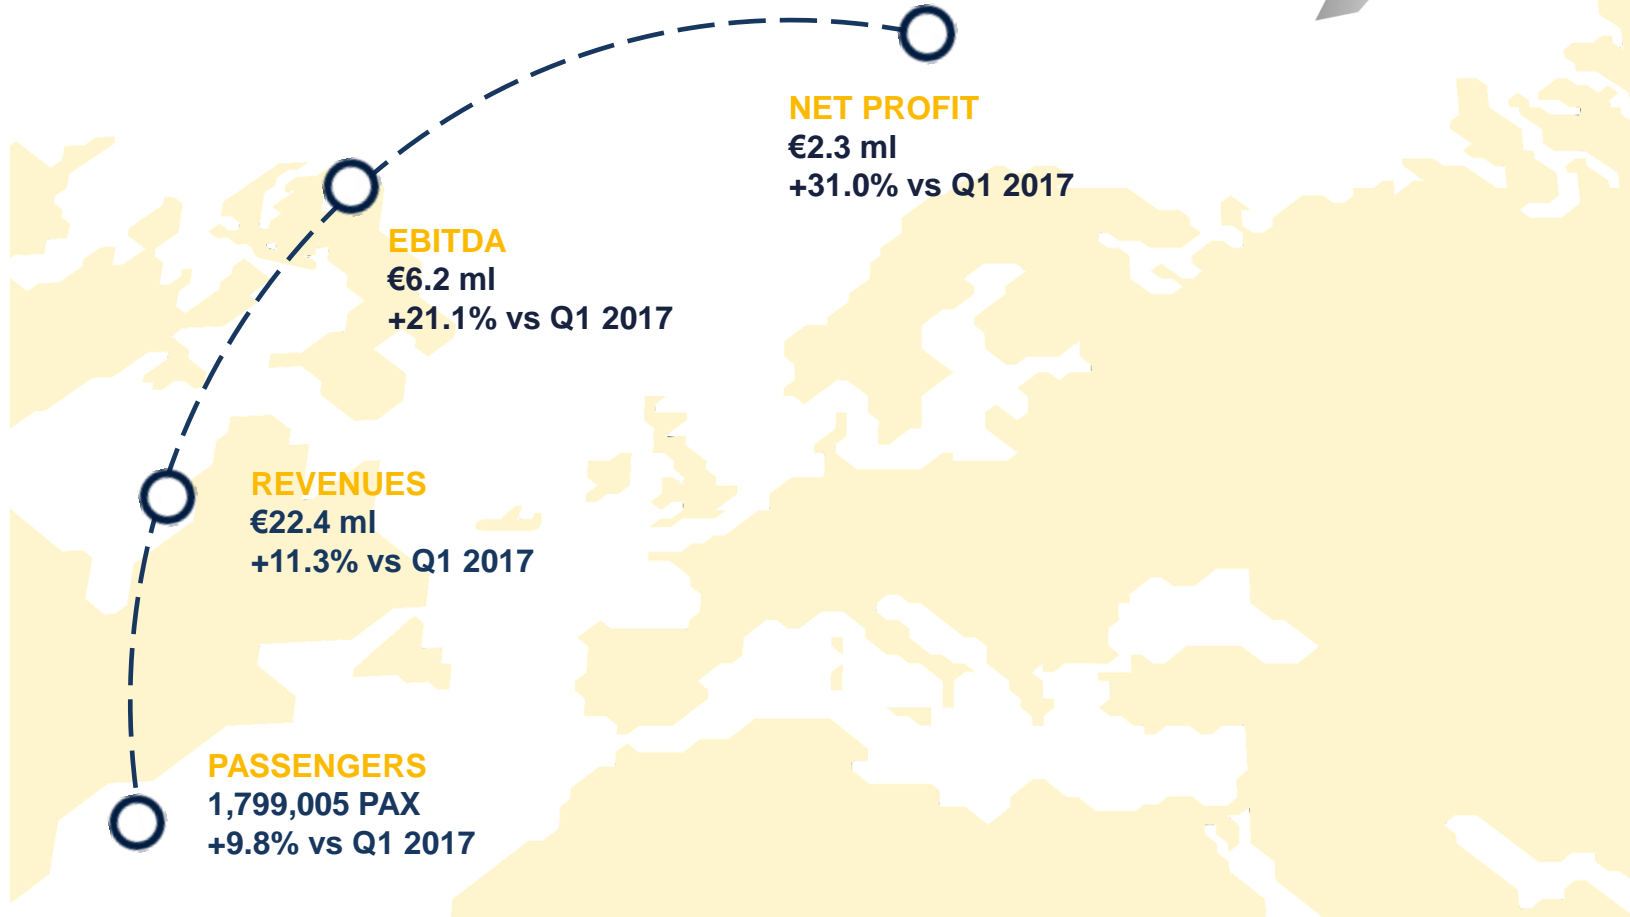 NET PROFIT
€2.3 ml
+31.0% vs Q1 2017
EBITDA
€6.2 ml
+21.1% vs Q1 2017
REVENUES
€22.4 ml
+11.3% vs Q1 2017
PASSENGERS
1,799,005 PAX
+9.8% vs Q1 2017